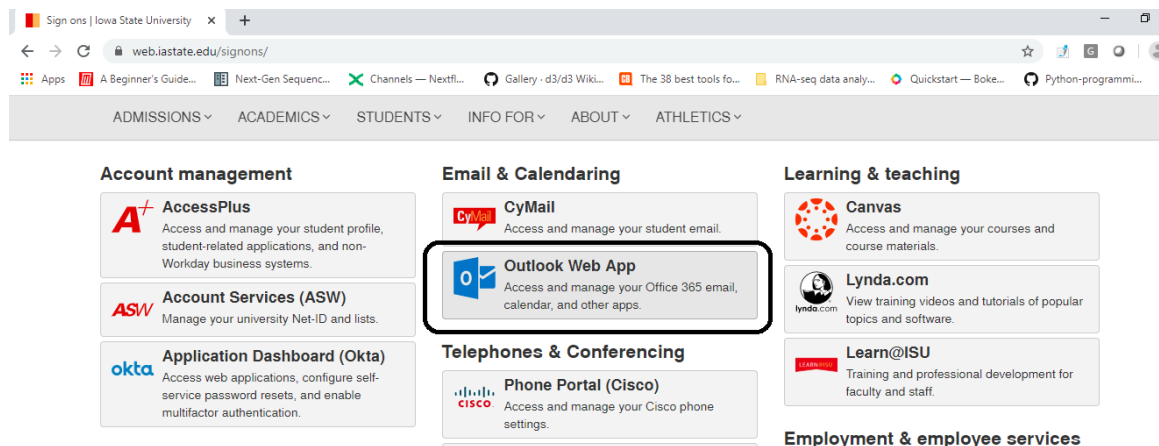 Sign ons | Iowa State University
web.iastate.edu/signons/
Apps A Beginner's Guide... Next-Gen Sequenc... Channels — Nextfl... Gallery · d3/d3 Wiki... The 38 best tools fo... RNA-seq data analy... Quickstart — Boke... Python-programmi...
ADMISSIONS ACADEMICS STUDENTS INFO FOR ABOUT ATHLETICS
Account management
A+ AccessPlus
Access and manage your student profile,
student-related applications, and non-
Workday business systems.
ASW Account Services (ASW)
Manage your university Net-ID and lists.
okta Application Dashboard (Okta)
Access web applications, configure self-
service password resets, and enable
multifactor authentication.
Email & Calendaring
CyMail CyMail
Access and manage your student email.
Outlook Web App
Access and manage your Office 365 email,
calendar, and other apps.
Telephones & Conferencing
CISCO Phone Portal (Cisco)
Access and manage your Cisco phone
settings.
Learning & teaching
Canvas
Access and manage your courses and
course materials.
lynda.com Lynda.com
View training videos and tutorials of popular
topics and software.
LEARN@ISU Learn@ISU
Training and professional development for
faculty and staff.
Employment & employee services